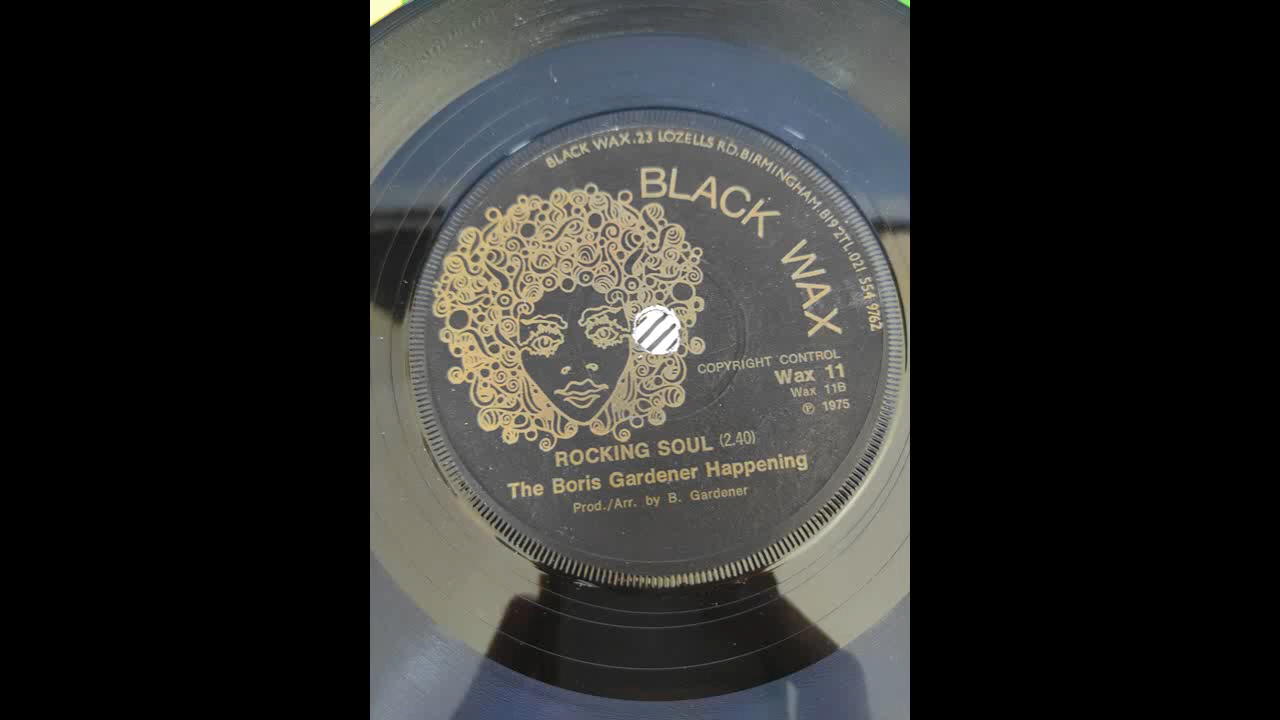 BLACK WAX.23 LOZELLS RD.BIRMINGHAM B19 2TL.021 554 9762
BLACK WAX
COPYRIGHT CONTROL
Wax 11
Wax 11B
℗ 1975
ROCKING SOUL (2.40)
The Boris Gardener Happening
Prod./Arr. by B. Gardener